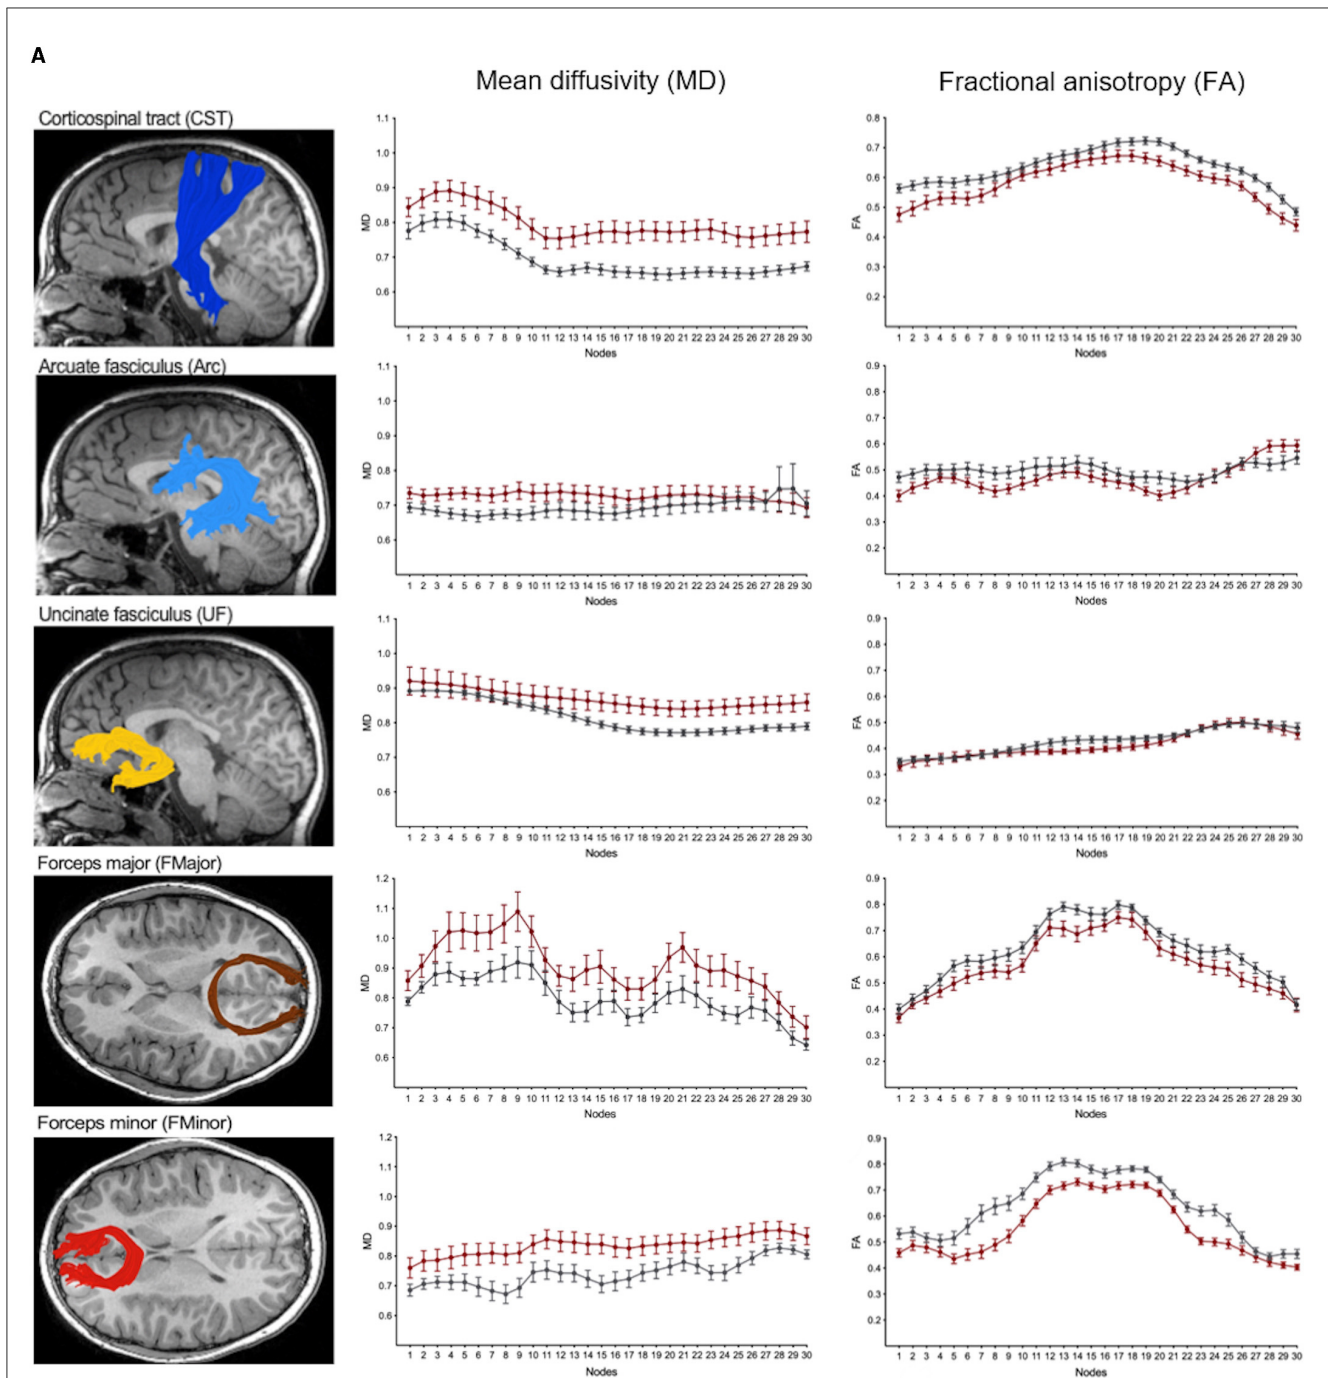 A
Mean diffusivity (MD)
Fractional anisotropy (FA)
Corticospinal tract (CST)
1.1
1.0
0.9
0.8
0.7
0.6
MD
1 2 3 4 5 6 7 8 9 10 11 12 13 14 15 16 17 18 19 20 21 22 23 24 25 26 27 28 29 30
Nodes
0.8
0.7
0.6
0.5
0.4
0.3
0.2
FA
1 2 3 4 5 6 7 8 9 10 11 12 13 14 15 16 17 18 19 20 21 22 23 24 25 26 27 28 29 30
Nodes
Arcuate fasciculus (Arc)
1.1
1.0
0.9
0.8
0.7
0.6
MD
1 2 3 4 5 6 7 8 9 10 11 12 13 14 15 16 17 18 19 20 21 22 23 24 25 26 27 28 29 30
Nodes
0.9
0.8
0.7
0.6
0.5
0.4
0.3
0.2
FA
1 2 3 4 5 6 7 8 9 10 11 12 13 14 15 16 17 18 19 20 21 22 23 24 25 26 27 28 29 30
Nodes
Uncinate fasciculus (UF)
1.1
1.0
0.9
0.8
0.7
0.6
MD
1 2 3 4 5 6 7 8 9 10 11 12 13 14 15 16 17 18 19 20 21 22 23 24 25 26 27 28 29 30
Nodes
0.9
0.8
0.7
0.6
0.5
0.4
0.3
0.2
FA
1 2 3 4 5 6 7 8 9 10 11 12 13 14 15 16 17 18 19 20 21 22 23 24 25 26 27 28 29 30
Nodes
Forceps major (FMajor)
1.2
1.1
1.0
0.9
0.8
0.7
0.6
MD
1 2 3 4 5 6 7 8 9 10 11 12 13 14 15 16 17 18 19 20 21 22 23 24 25 26 27 28 29 30
Nodes
0.9
0.8
0.7
0.6
0.5
0.4
0.3
0.2
FA
1 2 3 4 5 6 7 8 9 10 11 12 13 14 15 16 17 18 19 20 21 22 23 24 25 26 27 28 29 30
Nodes
Forceps minor (FMinor)
1.2
1.1
1.0
0.9
0.8
0.7
0.6
MD
1 2 3 4 5 6 7 8 9 10 11 12 13 14 15 16 17 18 19 20 21 22 23 24 25 26 27 28 29 30
Nodes
0.9
0.8
0.7
0.6
0.5
0.4
0.3
0.2
FA
1 2 3 4 5 6 7 8 9 10 11 12 13 14 15 16 17 18 19 20 21 22 23 24 25 26 27 28 29 30
Nodes